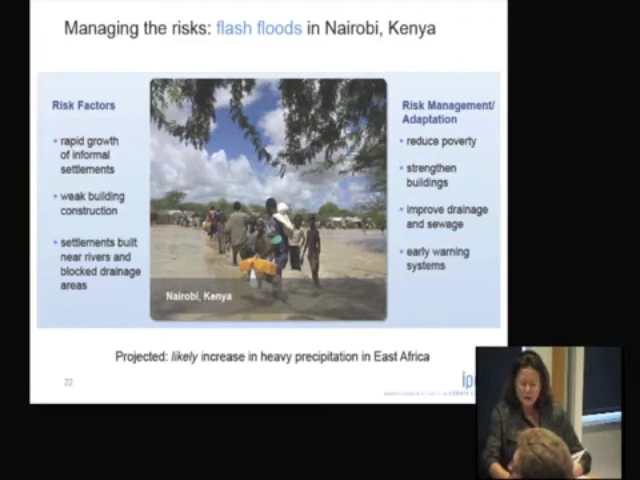 Managing the risks: flash floods in Nairobi, Kenya
Risk Factors
• rapid growth
of informal
settlements
• weak building
construction
• settlements built
near rivers and
blocked drainage
areas
Nairobi, Kenya
Risk Management/
Adaptation
• reduce poverty
• strengthen
buildings
• improve drainage
and sewage
• early warning
systems
Projected: likely increase in heavy precipitation in East Africa
22